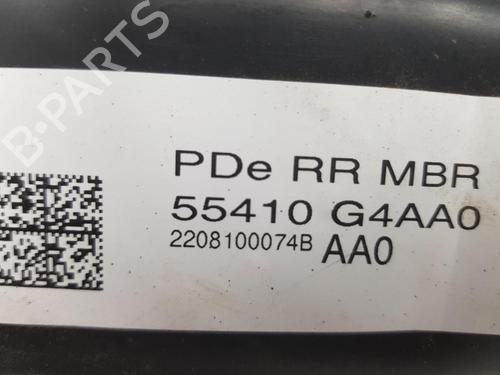 B-PARTS
PDe RR MBR
55410 G4AA0
2208100074B AA0